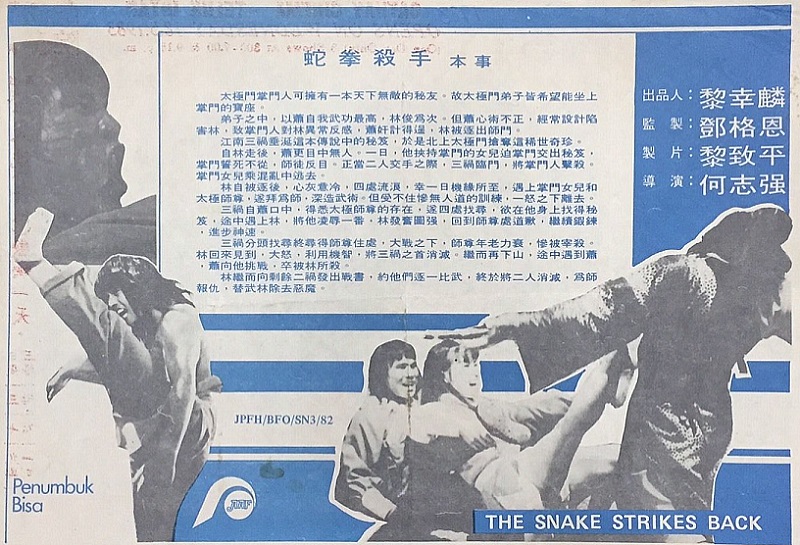 蛇拳殺手 本事
太極門掌門人可擁有一本天下無敵的秘友。故太極門弟子皆希望能坐上
掌門的寶座。
弟子之中,以蕭自我武功最高,林俊爲次。但蕭心術不正,經常設計陷
害林,致掌門人對林異常反感,蕭奸計得逞,林被逐出師門。
江南三禍垂涎這本傳說中的秘笈,於是北上太極門搶奪這稀世奇珍。
自林走後,蕭更目中無人。一日,他挾持掌門的女兒迫掌門交出秘笈,
掌門誓死不從,師徒反目。正當二人交手之際,三禍臨門,將掌門人擊殺。
掌門女兒乘混亂中逃去。
林自被逐後,心灰意冷,四處流浪,幸一日機緣所至,遇上掌門女兒和
太極師尊,遂拜爲師,深造武術。但受不住慘無人道的訓練,一怒之下離去。
三禍自蕭口中,得悉太極師尊的存在,遂四處找尋,欲在他身上找得秘
笈,途中遇上林,將他凌辱一番,林發奮圖强,回到師尊處道歉,繼續鍛鍊
,進步神速。
三禍分頭找尋終尋得師尊住處,大戰之下,師尊年老力衰,慘被宰殺。
林回來見到,大怒,利用機智,將三禍之首消滅。繼而再下山,途中遇到蕭
,蕭向他挑戰,卒被林所殺。
林繼而向剩餘二禍發出戰書,約他們逐一比武,終於將二人消滅,爲師
報仇,替武林除去惡魔。
出品人:黎幸麟
監製:鄧格恩
製片:黎致平
導演:何志强
JPFH/BFO/SN3/82
Penumbuk
Bisa
THE SNAKE STRIKES BACK